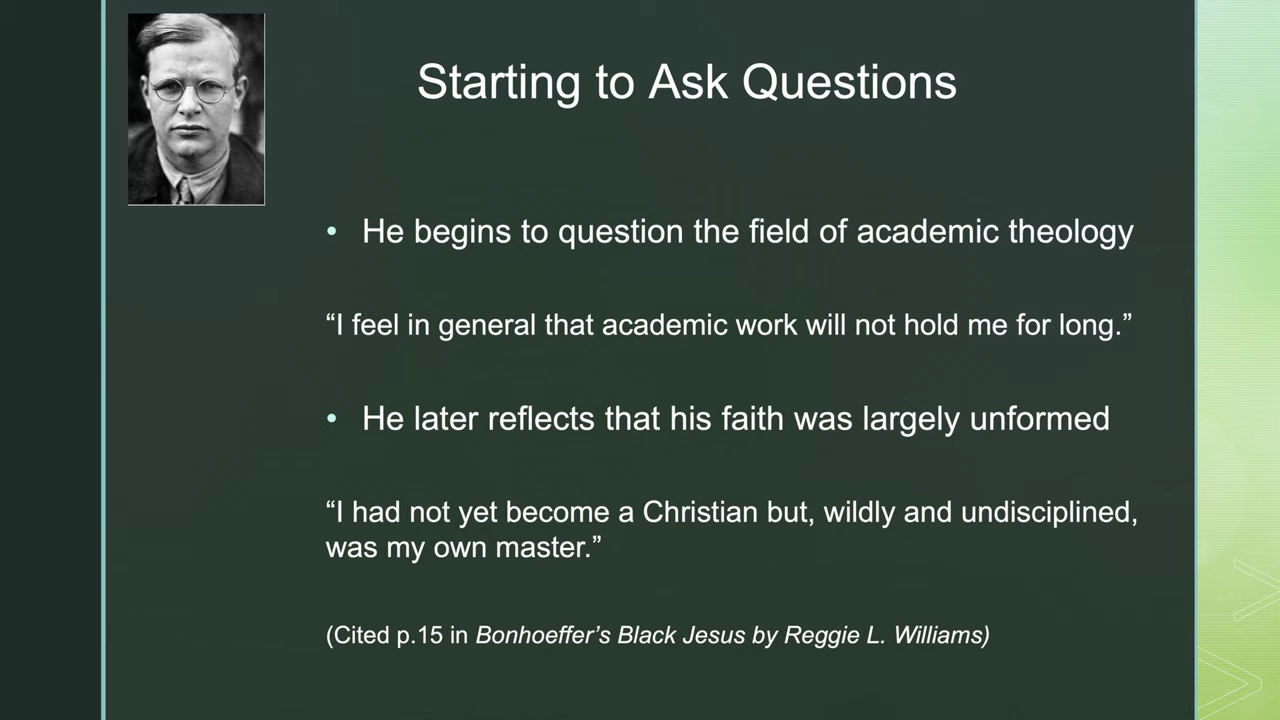 Starting to Ask Questions
• He begins to question the field of academic theology
“I feel in general that academic work will not hold me for long.”
• He later reflects that his faith was largely unformed
“I had not yet become a Christian but, wildly and undisciplined,
was my own master.”
(Cited p.15 in Bonhoeffer’s Black Jesus by Reggie L. Williams)